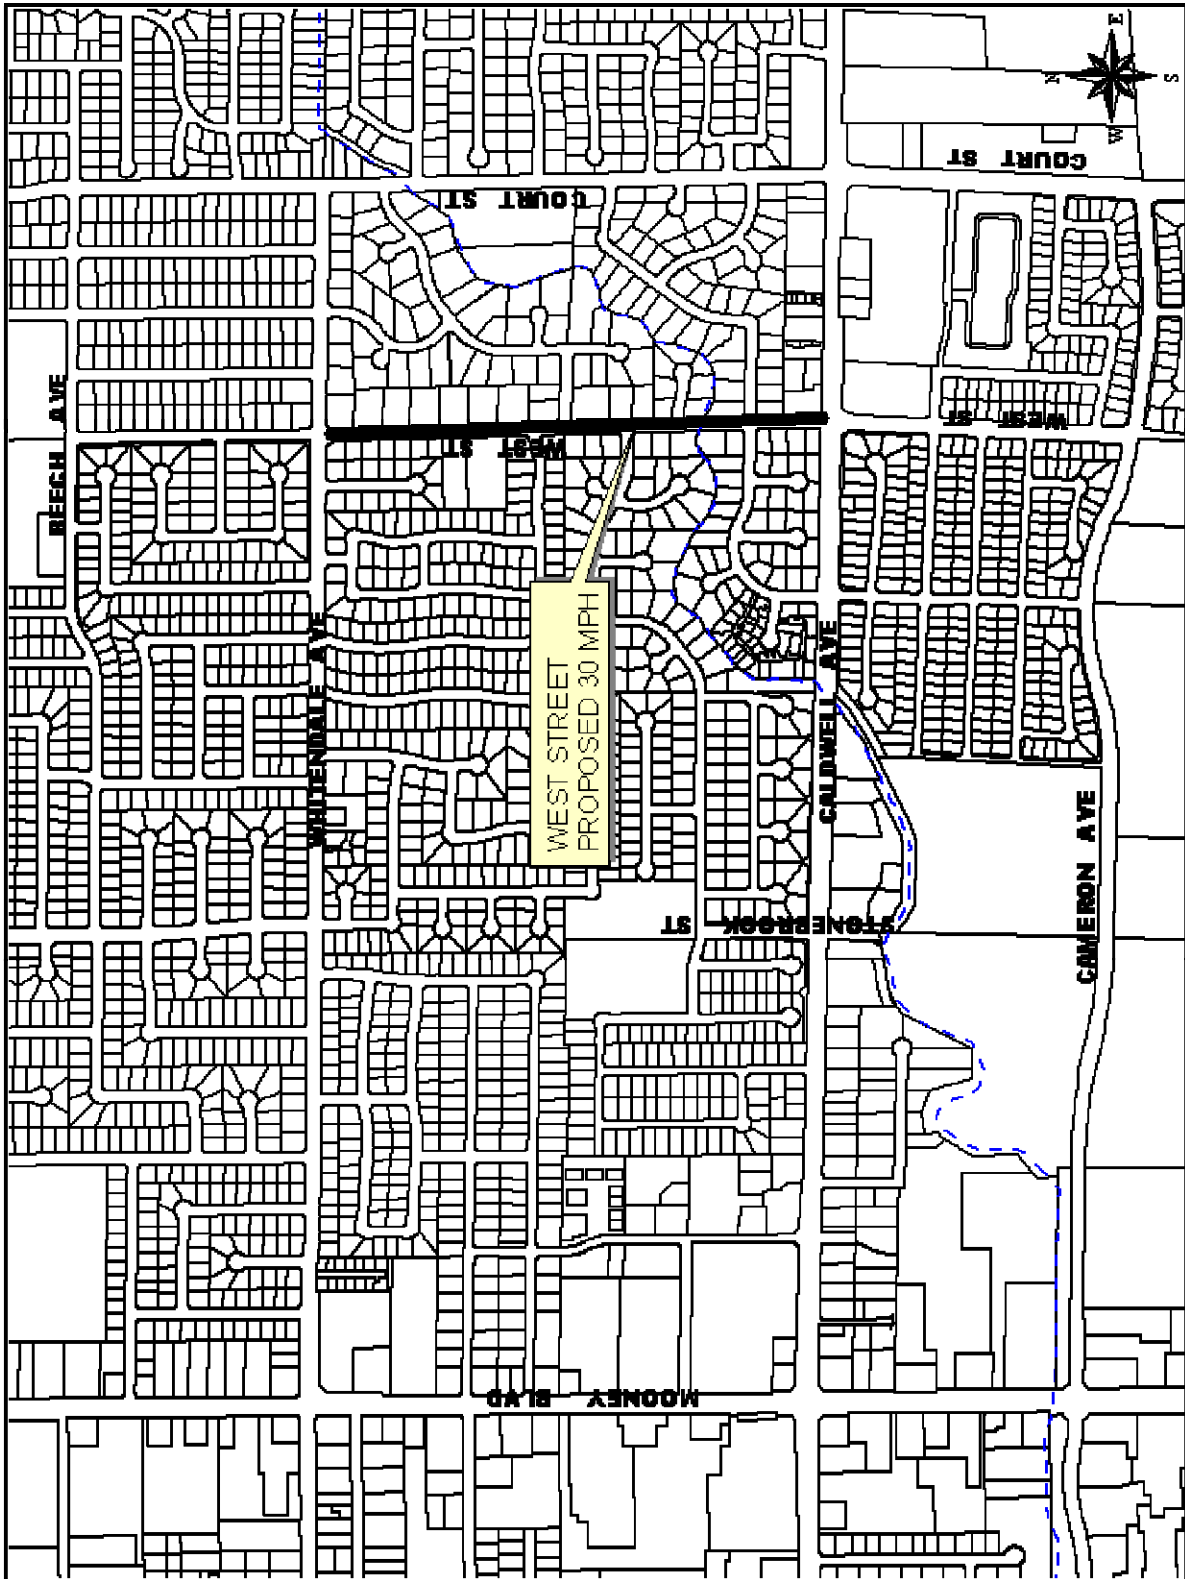 E
N
S
W
COURT ST
COURT ST
BEECH AVE
WEST ST
WEST ST
WHITENDALE AVE
WEST STREET
PROPOSED 30 MPH
CALDWELL AVE
CAMERON AVE
STONEBROOK ST
MOONEY BLVD